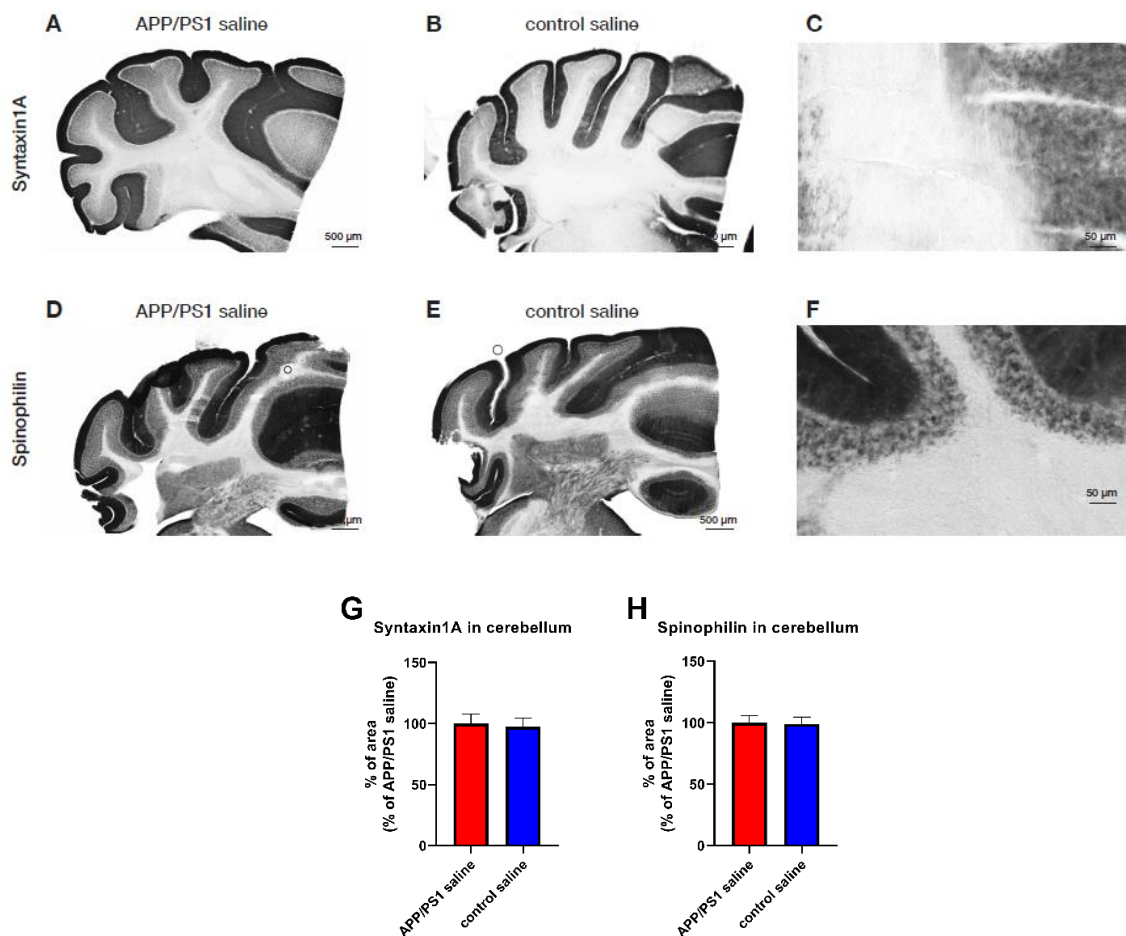 A
APP/PS1 saline
B
control saline
C
Syntaxin1A
500 µm
50 µm
D
APP/PS1 saline
E
control saline
F
Spinophilin
500 µm
50 µm
G
Syntaxin1A in cerebellum
% of area
(% of APP/PS1 saline)
150
100
50
0
APP/PS1 saline
control saline
H
Spinophilin in cerebellum
% of area
(% of APP/PS1 saline)
150
100
50
0
APP/PS1 saline
control saline